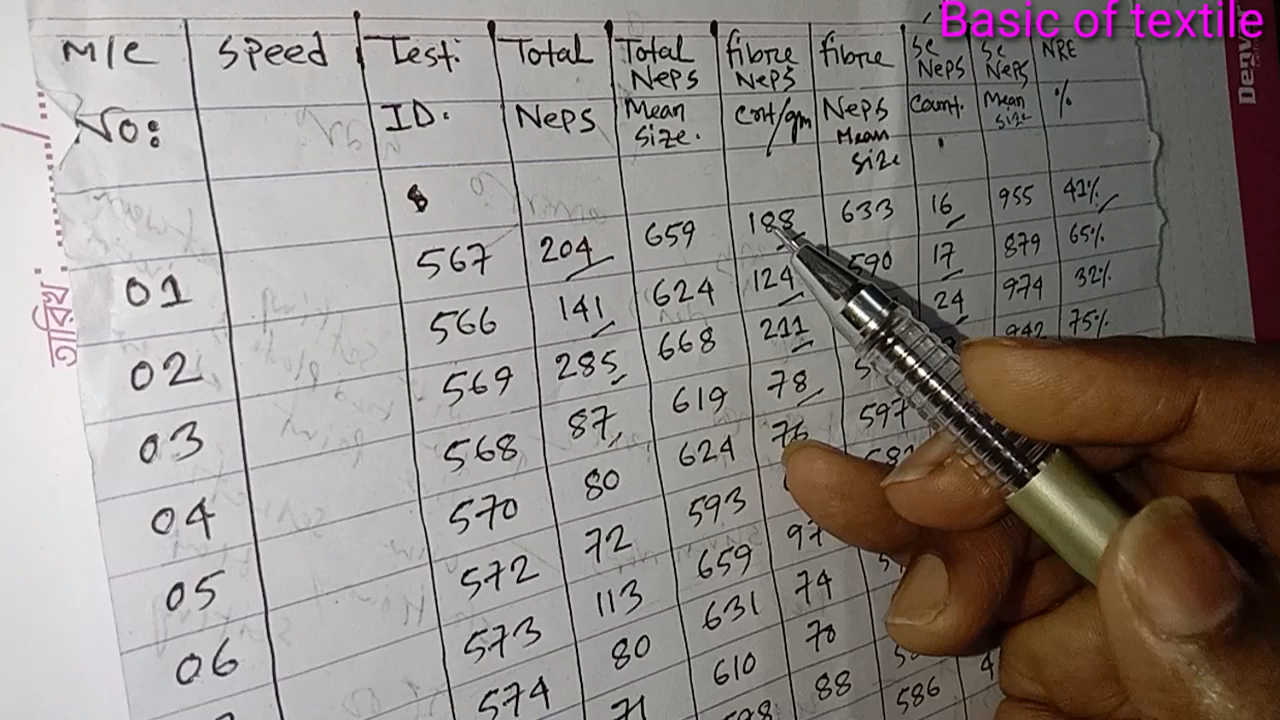 Basic of textile
Denv
তারিখ :
M/C No: Speed Test: ID. Total Neps Total Neps Mean size. fibre Neps Cnt/gm fibre Neps Mean size Sc Neps Count. Sc Neps Mean size NRE %
01 567 204 659 188 633 16 955 41%
02 566 141 624 124 590 17 879 65%
03 569 285 668 211 24 974 32%
04 568 87 619 78 597 942 75%
05 570 80 624 76
06 572 72 593
573 113 659 97
574 80 631 74
71 610 70
598 88 586